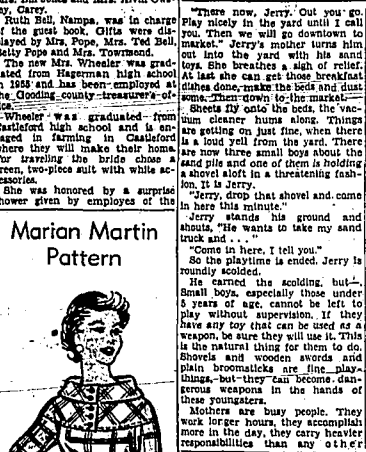 ey, Carey.
Ruth Bell, Nampa, was in charge
of the guest book. Gifts were dis-
played by Mrs. Pope, Mrs. Ted Bell,
Betty Pope and Mrs. Townsend.
The new Mrs. Wheeler was grad-
uated from Hagerman high school
in 1955 and has been employed at
the Gooding county treasurer's of-
fice.
Wheeler was graduated from
Castleford high school and is en-
gaged in farming in Castleford
where they will make their home.
For traveling the bride chose a
green, two-piece suit with white ac-
cessories.
She was honored by a surprise
shower given by employes of the
Marian Martin
Pattern
"There now, Jerry. Out you go.
Play nicely in the yard until I call
you. Then we will go downtown to
market." Jerry's mother turns him
out into the yard with his sand
toys. She breathes a sigh of relief.
At last she can get those breakfast
dishes done, make the beds and dust
some. Then down to the market.
Sheets fly onto the beds, the vac-
uum cleaner hums along. Things
are getting on just fine, when there
is a loud yell from the yard. There
are now three small boys about the
sand pile and one of them is holding
a shovel aloft in a threatening fash-
ion. It is Jerry.
"Jerry, drop that shovel and come
in here this minute."
Jerry stands his ground and
shouts, "He wants to take my sand
truck and . . ."
"Come in here, I tell you."
So the playtime is ended. Jerry is
roundly scolded.
He earned the scolding, but—.
Small boys, especially those under
5 years of age, cannot be left to
play without supervision. If they
have any toy that can be used as a
weapon, be sure they will use it. This
is the natural thing for them to do.
Shovels and wooden swords and
plain broomsticks are fine play-
things, but they can become dan-
gerous weapons in the hands of
these youngsters.
Mothers are busy people. They
work longer hours, they accomplish
more in the day, they carry heavier
responsibilities than any other